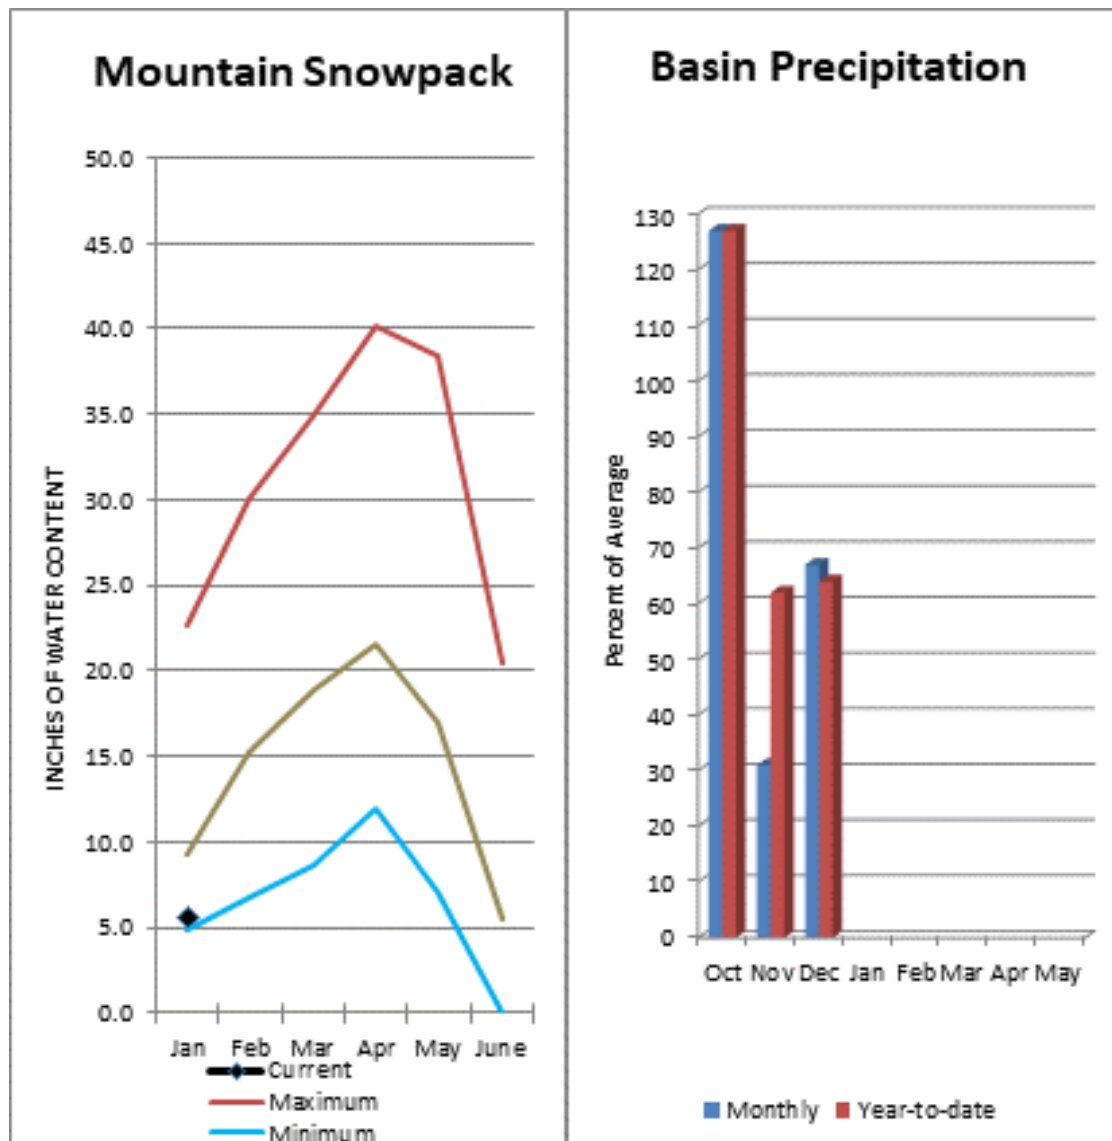 Mountain Snowpack
50.0
45.0
40.0
35.0
30.0
25.0
20.0
15.0
10.0
5.0
0.0
INCHES OF WATER CONTENT
Jan Feb Mar Apr May June
Current
Maximum
Minimum
Basin Precipitation
130
120
110
100
90
80
70
60
50
40
30
20
10
0
Percent of Average
Oct Nov Dec Jan Feb Mar Apr May
Monthly Year-to-date